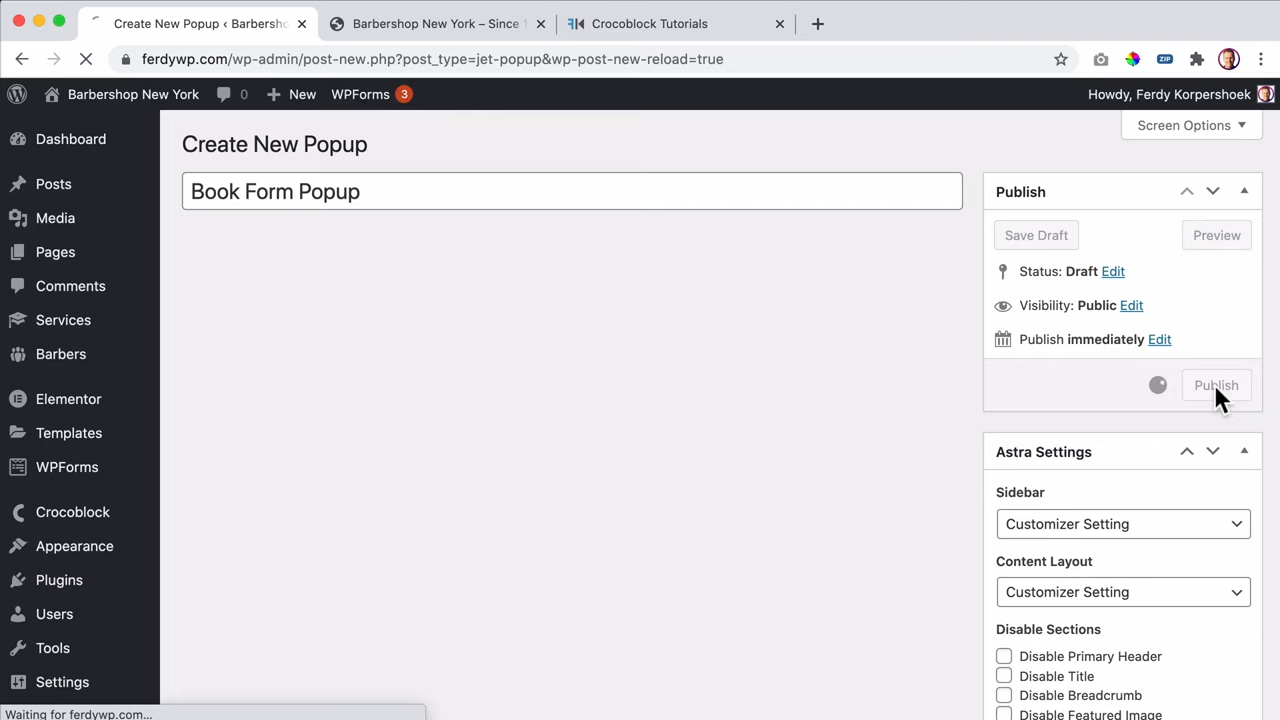 Create New Popup ‹ Barbersho
Barbershop New York – Since 1
Crocoblock Tutorials
ferdywp.com/wp-admin/post-new.php?post_type=jet-popup&wp-post-new-reload=true
ZIP
Barbershop New York
0
New
WPForms
3
Howdy, Ferdy Korpershoek
Screen Options
Dashboard
Posts
Media
Pages
Comments
Services
Barbers
Elementor
Templates
WPForms
Crocoblock
Appearance
Plugins
Users
Tools
Settings
Create New Popup
Book Form Popup
Publish
Save Draft
Preview
Status: Draft Edit
Visibility: Public Edit
Publish immediately Edit
Publish
Astra Settings
Sidebar
Customizer Setting
Content Layout
Customizer Setting
Disable Sections
Disable Primary Header
Disable Title
Disable Breadcrumb
Disable Featured Image
Waiting for ferdywp.com...